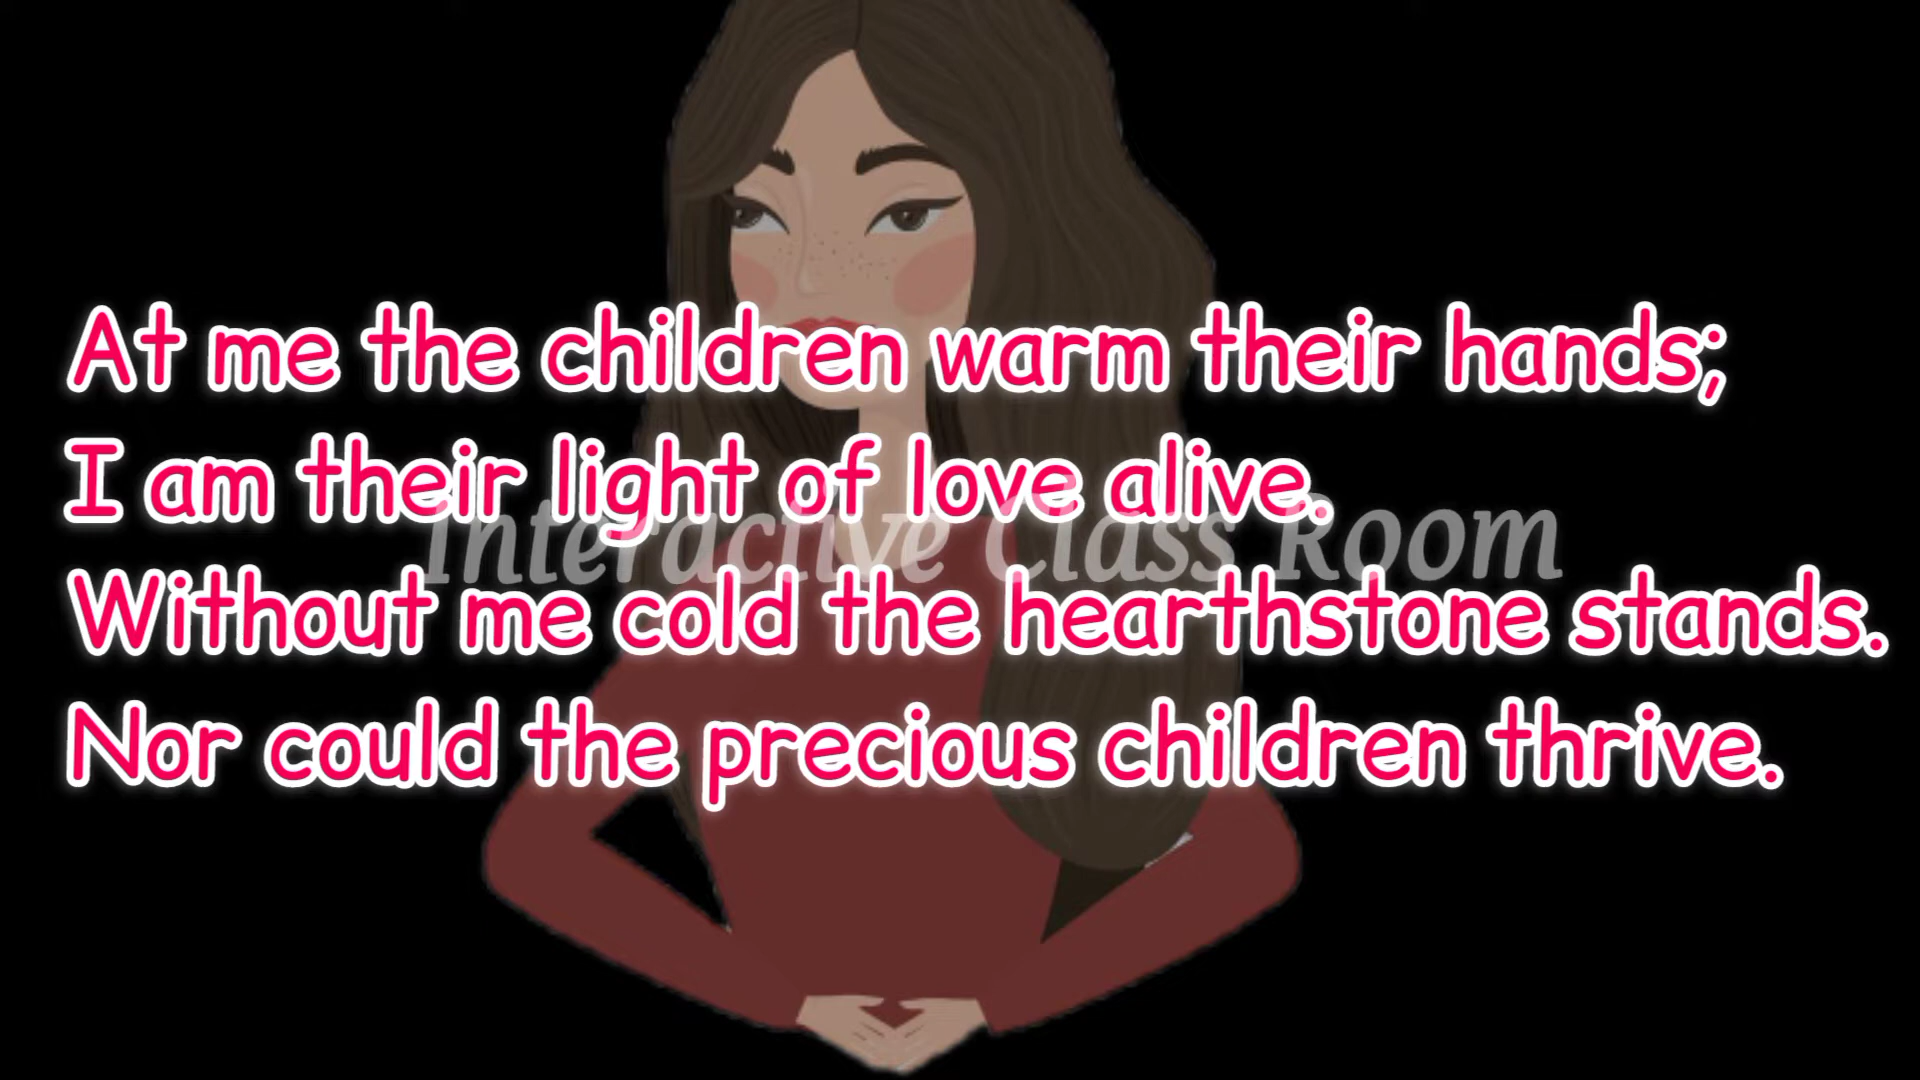 At me the children warm their hands;
I am their light of love alive.
Interactive Class Room
Without me cold the hearthstone stands.
Nor could the precious children thrive.